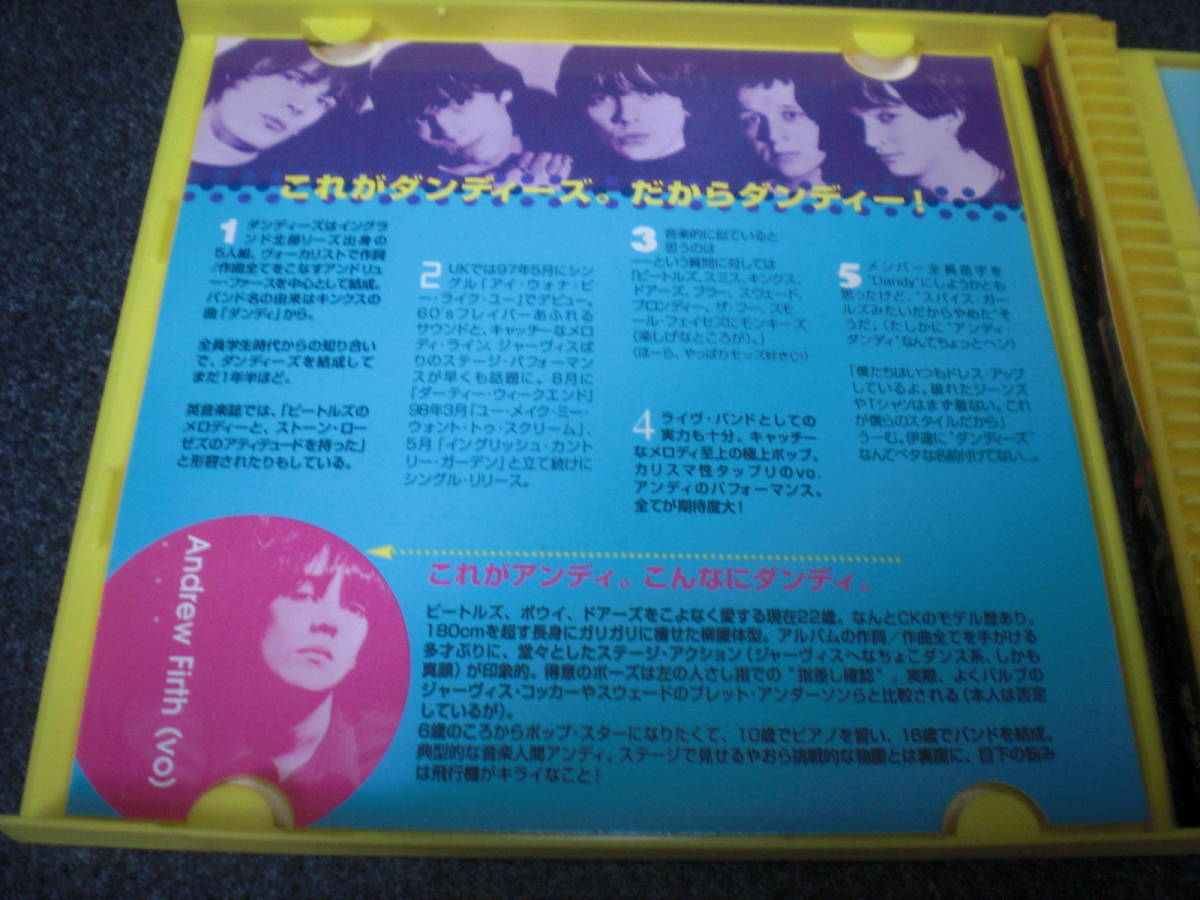 これがダンディーズ。だからダンディー!
1 ダンディーズはイングラ
ンド北部リーズ出身の
5人組。ヴォーカリストで作詞
/作曲全てをこなすアンドリュ
ー・ファースを中心として結成。
バンド名の由来はキンクスの
曲「ダンディ」から。
全員学生時代からの知り合い
で、ダンディーズを結成して
まだ1年半ほど。
英音楽誌では、「ビートルズの
メロディーと、ストーン・ロー
ゼズのアティテュードを持った」
と形容されたりもしている。
2 UKでは97年5月にシン
グル「アイ・ウォナ・ビ
ー・ライク・ユー」でデビュー。
60'sフレイバーあふれる
サウンドと、キャッチーなメロ
ディ・ライン、ジャーヴィスば
りのステージ・パフォーマン
スが早くも話題に。8月に
「ダーティー・ウィークエンド」
98年3月「ユー・メイク・ミー・
ウォント・トゥ・スクリーム」、
5月「イングリッシュ・カント
リー・ガーデン」と立て続けに
シングル・リリース。
3 音楽的に似ていると
思うのは
――という質問に対しては
「ビートルズ、スミス、キンクス、
ドアーズ、ブラー、スウェード、
ブロンディー、ザ・フー、スモ
ール・フェイセズにモンキーズ
(楽しげなところが)。」
(ほーら、やっぱりモッズ好き♡)
4 ライヴ・バンドとしての
実力も十分。キャッチー
なメロディ至上の極上ポップ。
カリスマ性タップリのvo.
アンディのパフォーマンス。
全てが期待度大!
5 メンバー全員苗字を
"Dandy"にしようかとも
思ったけど、"スパイス・ガー
ルズみたいだからやめた"そ
うだ。(たしかに"アンディ・
ダンディ"なんてちょっとヘン)
「僕たちはいつもドレス・アップ
しているよ。破れたジーンズ
やTシャツはまず着ない。これ
が僕らのスタイルだから」
うーむ。伊達に"ダンディーズ"
なんてベタな名前付けてない…。
Andrew Firth (vo)
これがアンディ。こんなにダンディ。
ビートルズ、ボウイ、ドアーズをこよなく愛する現在22歳。なんとCKのモデル歴あり。
180cmを超す長身にガリガリに痩せた柳腰体型。アルバムの作詞/作曲全てを手がける
多才ぶりに、堂々としたステージ・アクション(ジャーヴィスへなちょこダンス系、しかも
真顔)が印象的。得意のポーズは左の人さし指での"指差し確認"。実際、よくパルプの
ジャーヴィス・コッカーやスウェードのブレット・アンダーソンらと比較される(本人は否定
しているが)。
6歳のころからポップ・スターになりたくて、10歳でピアノを習い、16歳でバンドを結成。
典型的な音楽人間アンディ。ステージで見せるやおら挑戦的な物腰とは裏腹に、目下の悩み
は飛行機がキライなこと!